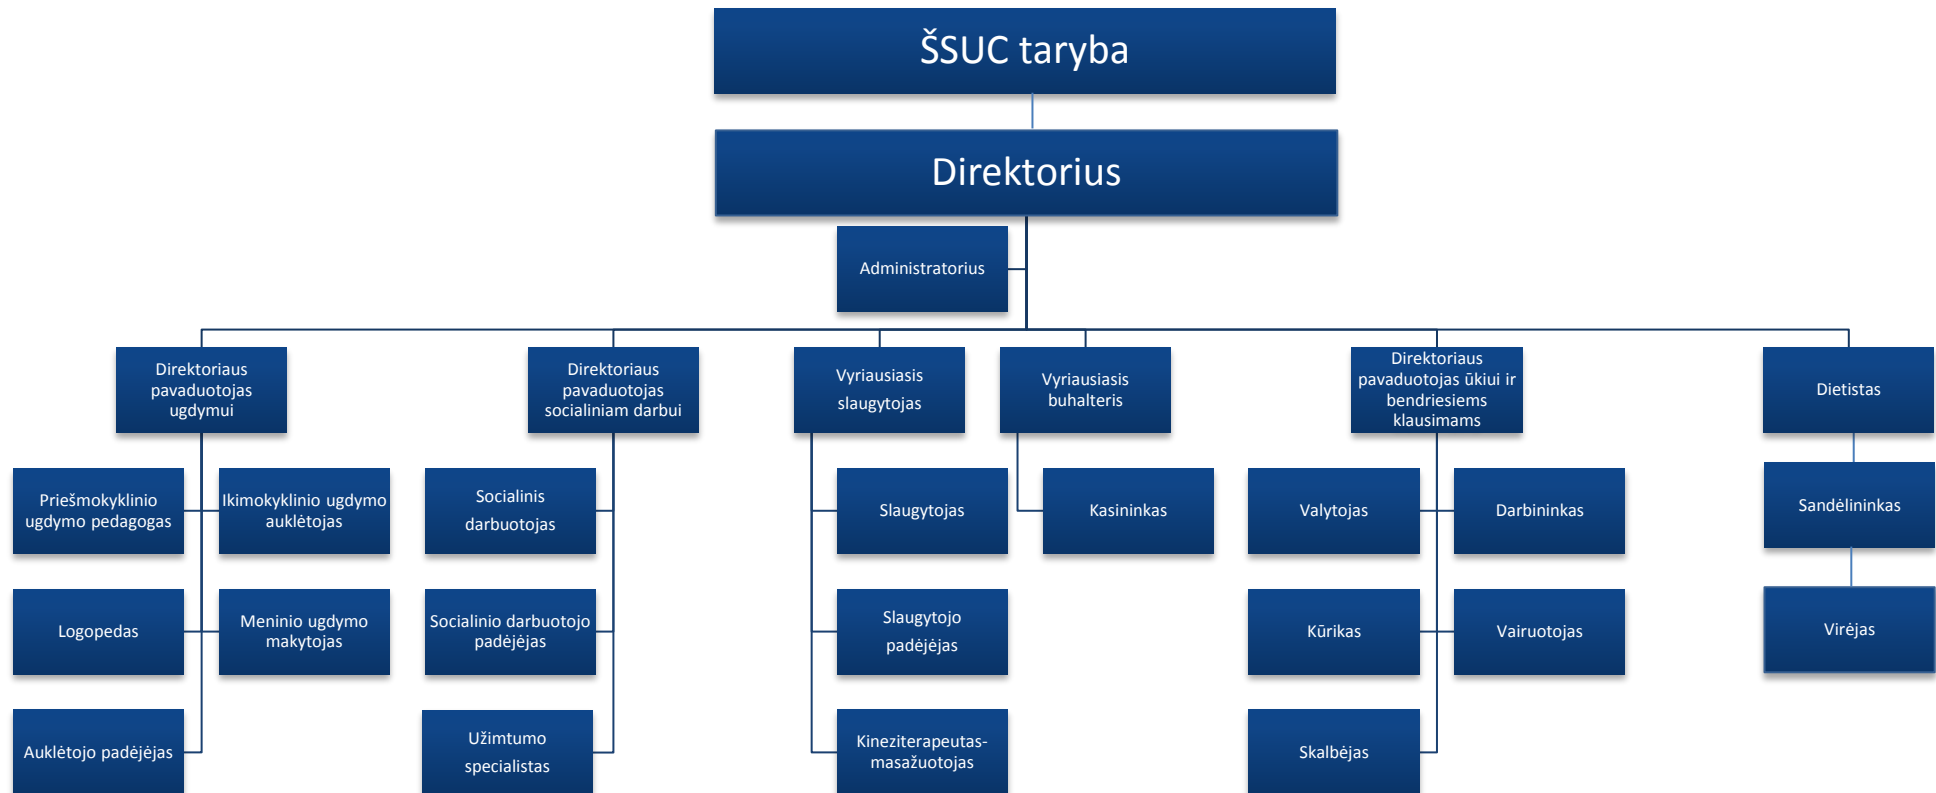 ŠSUC taryba
Direktorius
Administratorius
Direktoriaus
pavaduotojas
ugdymui
Direktoriaus
pavaduotojas
socialiniam darbui
Vyriausiasis
slaugytojas
Vyriausiasis
buhalteris
Direktoriaus
pavaduotojas ūkiui ir
bendriesiems
klausimams
Dietistas
Priešmokyklinio
ugdymo pedagogas
Ikimokyklinio ugdymo
auklėtojas
Socialinis
darbuotojas
Slaugytojas
Kasininkas
Valytojas
Darbininkas
Sandėlininkas
Logopedas
Meninio ugdymo
makytojas
Socialinio darbuotojo
padėjėjas
Slaugytojo
padėjėjas
Kūrikas
Vairuotojas
Virėjas
Auklėtojo padėjėjas
Užimtumo
specialistas
Kineziterapeutas-
masažuotojas
Skalbėjas